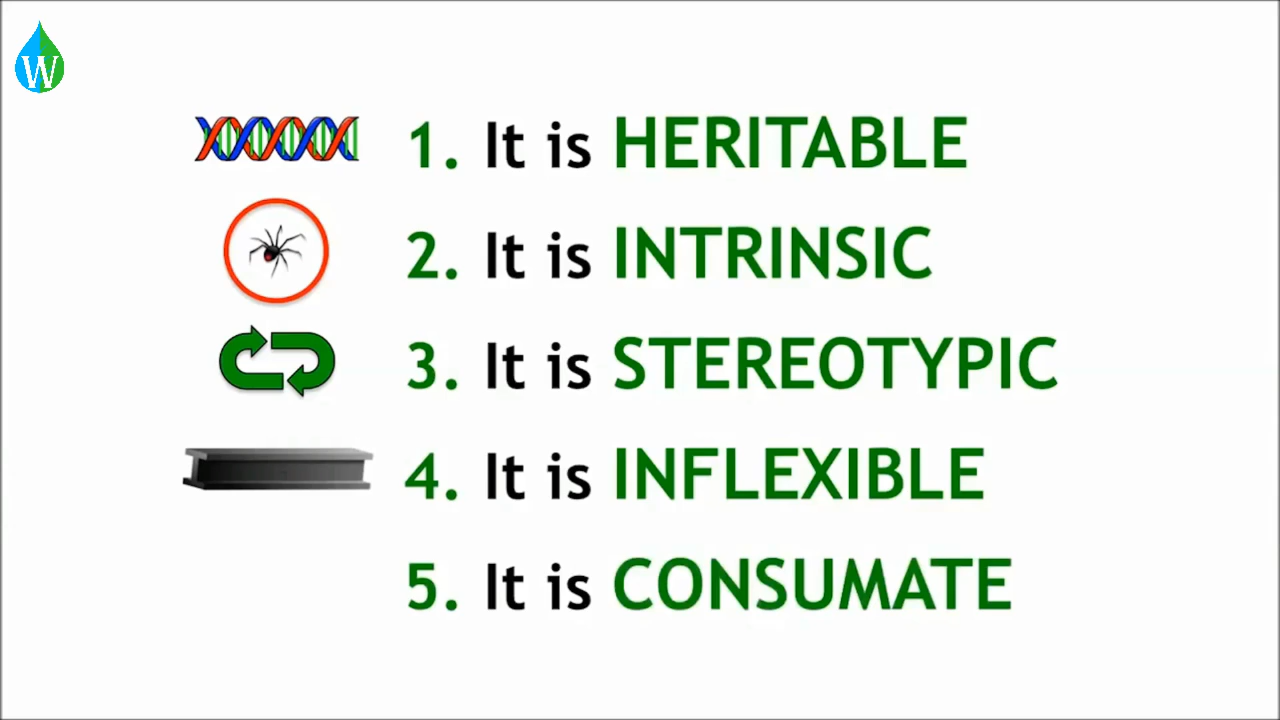 W
1. It is HERITABLE
2. It is INTRINSIC
3. It is STEREOTYPIC
4. It is INFLEXIBLE
5. It is CONSUMATE